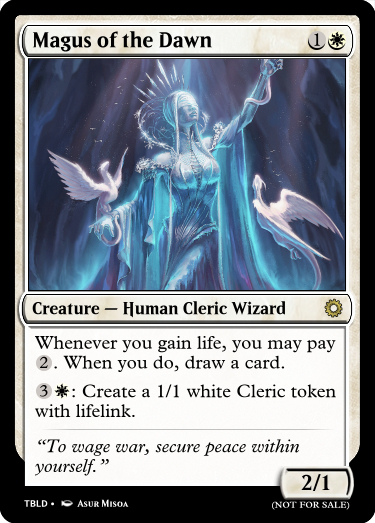 Magus of the Dawn 1
Creature — Human Cleric Wizard
Whenever you gain life, you may pay
2. When you do, draw a card.
3: Create a 1/1 white Cleric token
with lifelink.
“To wage war, secure peace within
yourself.”
2/1
TBLD • Asur Misoa
(NOT FOR SALE)